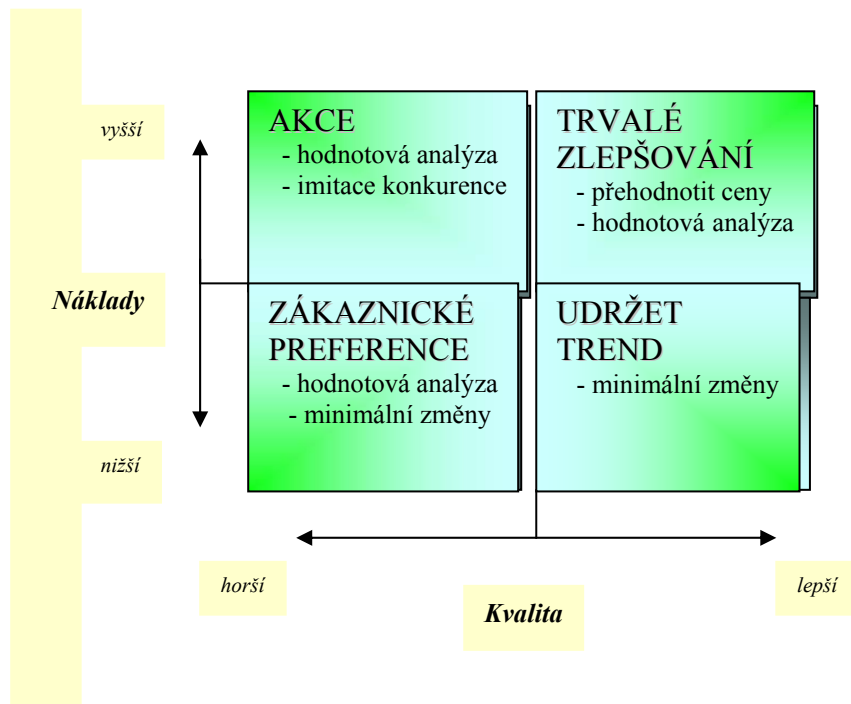 vyšší
AKCE
- hodnotová analýza
- imitace konkurence
TRVALÉ
ZLEPŠOVÁNÍ
- přehodnotit ceny
- hodnotová analýza
Náklady
ZÁKAZNICKÉ
PREFERENCE
- hodnotová analýza
- minimální změny
UDRŽET
TREND
- minimální změny
nižší
horší
lepší
Kvalita